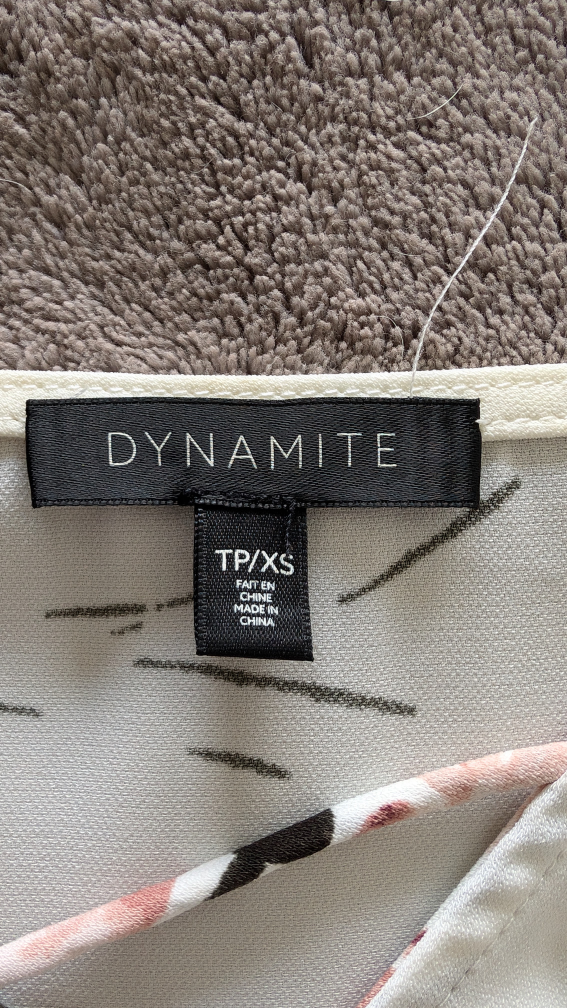 DYNAMITE
TP/XS
FAIT EN
CHINE
MADE IN
CHINA